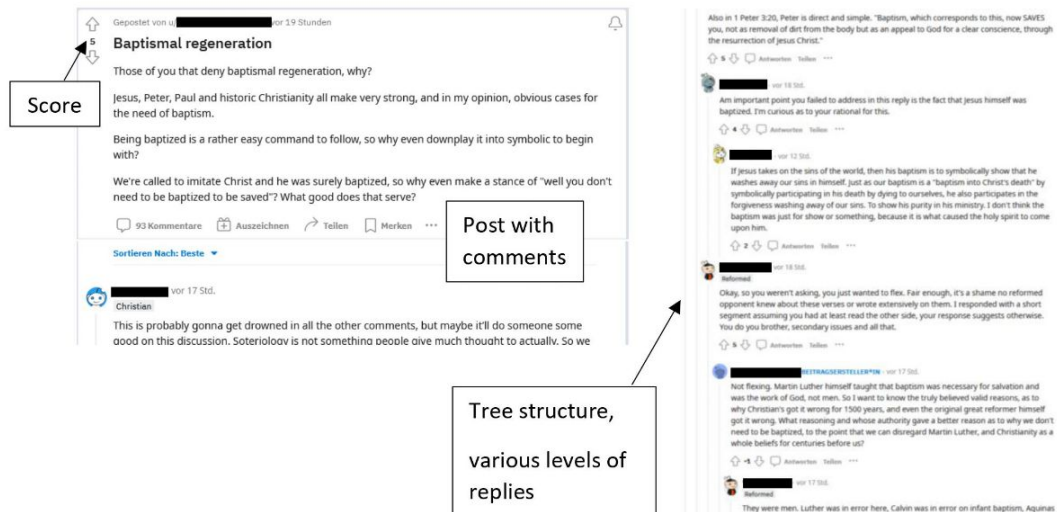 Gepostet von u/ vor 19 Stunden
5
Baptismal regeneration
Those of you that deny baptismal regeneration, why?
Jesus, Peter, Paul and historic Christianity all make very strong, and in my opinion, obvious cases for
the need of baptism.
Being baptized is a rather easy command to follow, so why even downplay it into symbolic to begin
with?
We're called to imitate Christ and he was surely baptized, so why even make a stance of "well you don't
need to be baptized to be saved"? What good does that serve?
93 Kommentare Auszeichnen Teilen Merken
Sortieren Nach: Beste
vor 17 Std.
Christian
This is probably gonna get drowned in all the other comments, but maybe it'll do someone some
good on this discussion. Soteriology is not something people give much thought to actually. So we
Score
Post with
comments
Tree structure,
various levels of
replies
Also in 1 Peter 3:20, Peter is direct and simple. "Baptism, which corresponds to this, now SAVES
you, not as removal of dirt from the body but as an appeal to God for a clear conscience, through
the resurrection of Jesus Christ."
5 Antworten Teilen
vor 18 Std.
Am important point you failed to address in this reply is the fact that Jesus himself was
baptized. I'm curious as to your rational for this.
4 Antworten Teilen
vor 12 Std.
If Jesus takes on the sins of the world, then his baptism is to symbolically show that he
washes away our sins in himself. Just as our baptism is a "baptism into Christ's death" by
symbolically participating in his death by dying to ourselves, he also participates in the
forgiveness washing away of our sins. To show his purity in his ministry. I don't think the
baptism was just for show or something, because it is what caused the holy spirit to come
upon him.
2 Antworten Teilen
vor 18 Std.
Reformed
Okay, so you weren't asking, you just wanted to flex. Fair enough, it's a shame no reformed
opponent knew about these verses or wrote extensively on them. I responded with a short
segment assuming you had at least read the other side, your response suggests otherwise.
You do you brother, secondary issues and all that.
5 Antworten Teilen
BEITRAGSERSTELLER*IN · vor 17 Std.
Not flexing. Martin Luther himself taught that baptism was necessary for salvation and
was the work of God, not men. So I want to know the truly believed valid reasons, as to
why Christian's got it wrong for 1500 years, and even the original great reformer himself
got it wrong. What reasoning and whose authority gave a better reason as to why we don't
need to be baptized, to the point that we can disregard Martin Luther, and Christianity as a
whole beliefs for centuries before us?
-1 Antworten Teilen
vor 17 Std.
Reformed
They were men. Luther was in error here, Calvin was in error on infant baptism, Aquinas